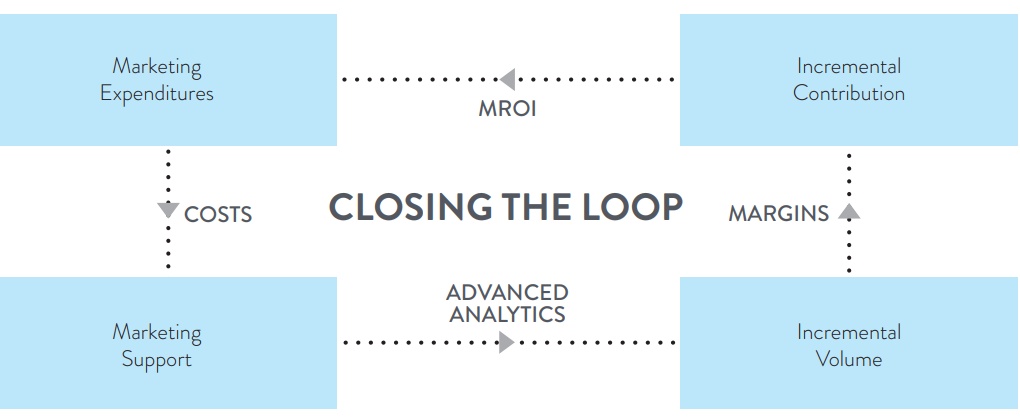 Marketing
Expenditures
MROI
Incremental
Contribution
COSTS
CLOSING THE LOOP
MARGINS
Marketing
Support
ADVANCED
ANALYTICS
Incremental
Volume